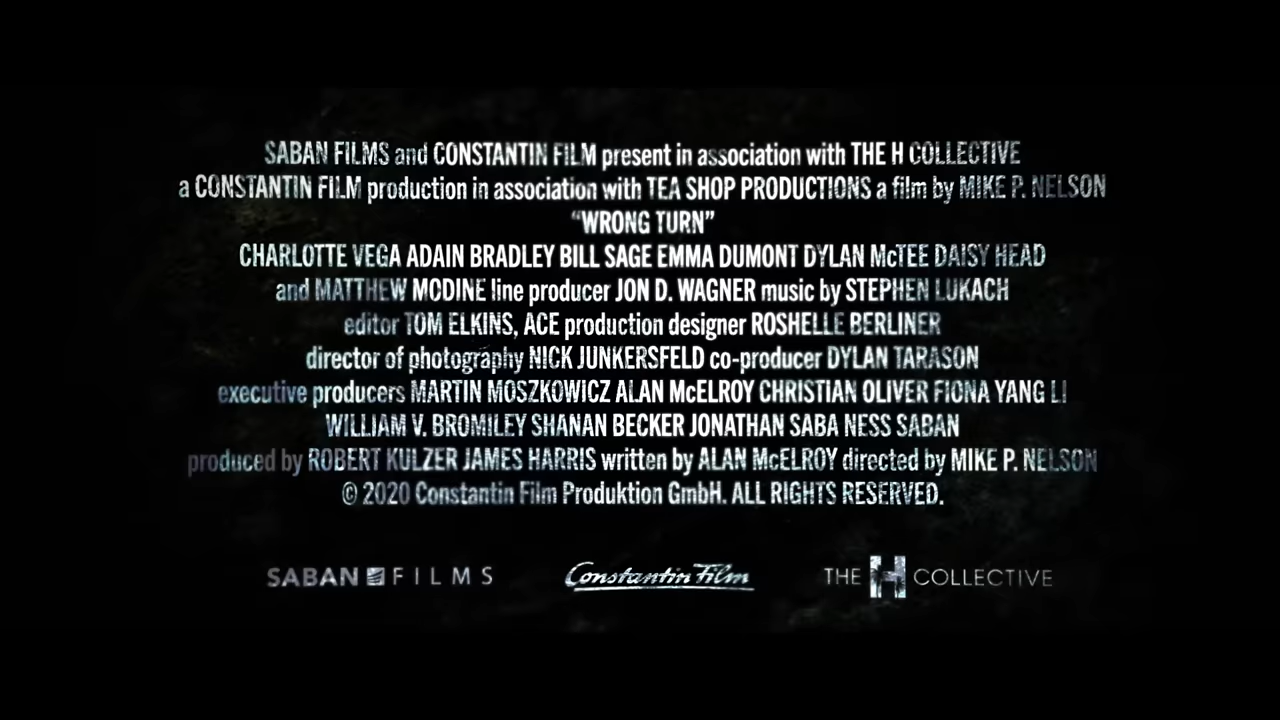 SABAN FILMS and CONSTANTIN FILM present in association with THE H COLLECTIVE
a CONSTANTIN FILM production in association with TEA SHOP PRODUCTIONS a film by MIKE P. NELSON
“WRONG TURN”
CHARLOTTE VEGA ADAIN BRADLEY BILL SAGE EMMA DUMONT DYLAN McTEE DAISY HEAD
and MATTHEW MODINE line producer JON D. WAGNER music by STEPHEN LUKACH
editor TOM ELKINS, ACE production designer ROSHELLE BERLINER
director of photography NICK JUNKERSFELD co-producer DYLAN TARASON
executive producers MARTIN MOSZKOWICZ ALAN McELROY CHRISTIAN OLIVER FIONA YANG LI
WILLIAM V. BROMILEY SHANAN BECKER JONATHAN SABA NESS SABAN
produced by ROBERT KULZER JAMES HARRIS written by ALAN McELROY directed by MIKE P. NELSON
© 2020 Constantin Film Produktion GmbH. ALL RIGHTS RESERVED.
SABAN FILMS Constantin Film THE H COLLECTIVE